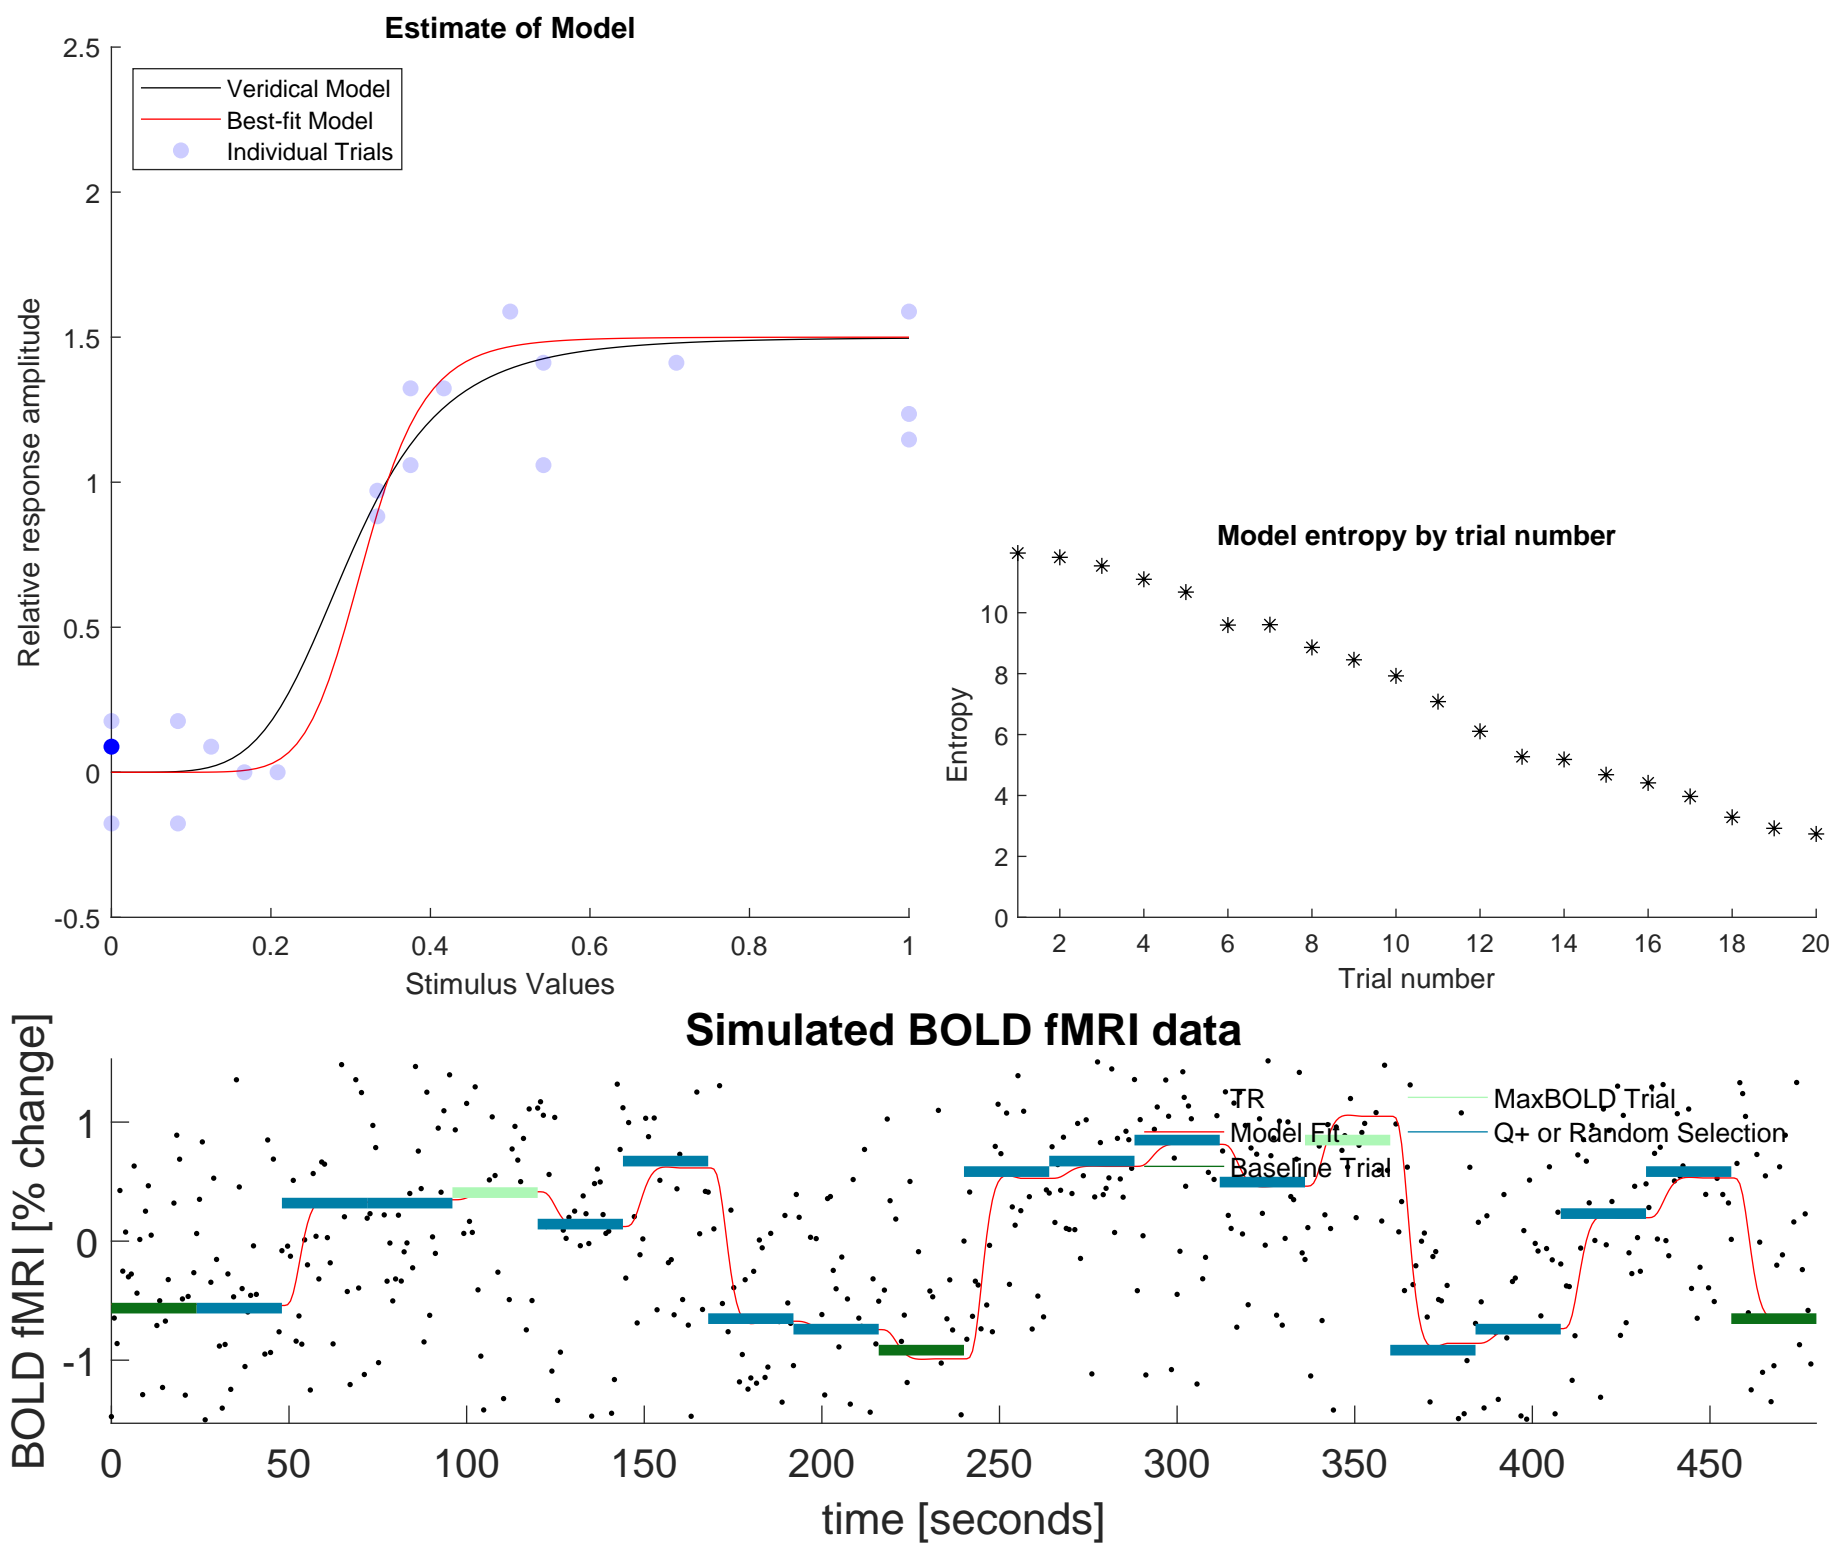 Estimate of Model
2.5
Veridical Model
Best-fit Model
Individual Trials
2
1.5
1
0.5
0
-0.5
Relative response amplitude
0 0.2 0.4 0.6 0.8 1
Stimulus Values
Model entropy by trial number
10
8
6
4
2
0
Entropy
2 4 6 8 10 12 14 16 18 20
Trial number
Simulated BOLD fMRI data
BOLD fMRI [% change]
1
0
-1
TR
Model Fit
Baseline Trial
MaxBOLD Trial
Q+ or Random Selection
0 50 100 150 200 250 300 350 400 450
time [seconds]